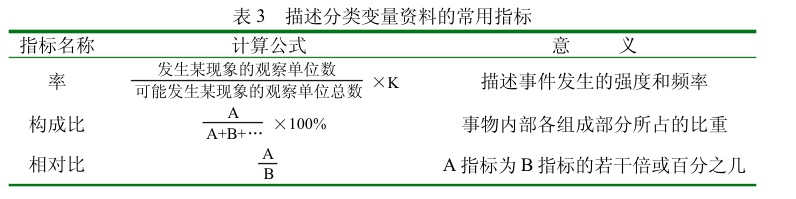 表 3 描述分类变量资料的常用指标
指标名称 计算公式 意 义
率 发生某现象的观察单位数 / 可能发生某现象的观察单位总数 ×K 描述事件发生的强度和频率
构成比 A / A+B+… ×100% 事物内部各组成部分所占的比重
相对比 A / B A 指标为 B 指标的若干倍或百分之几